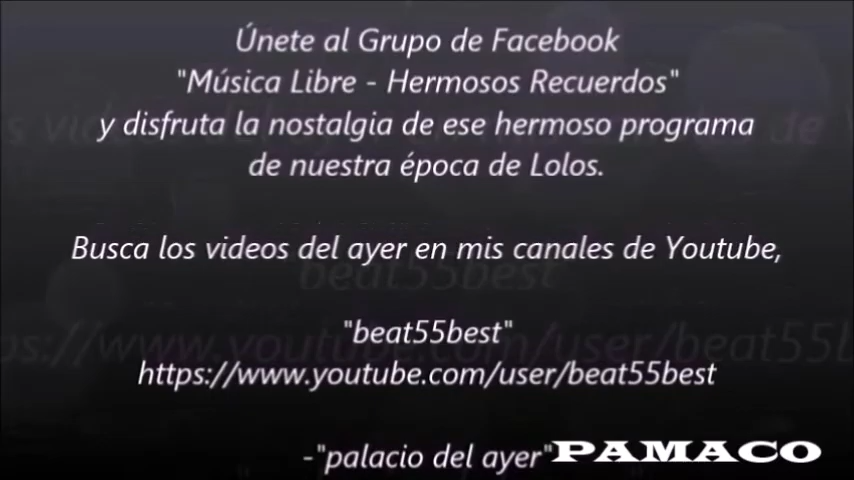 Únete al Grupo de Facebook
"Música Libre - Hermosos Recuerdos"
y disfruta la nostalgia de ese hermoso programa
de nuestra época de Lolos.
Busca los videos del ayer en mis canales de Youtube,
"beat55best"
https://www.youtube.com/user/beat55best
-"palacio del ayer"
PAMACO